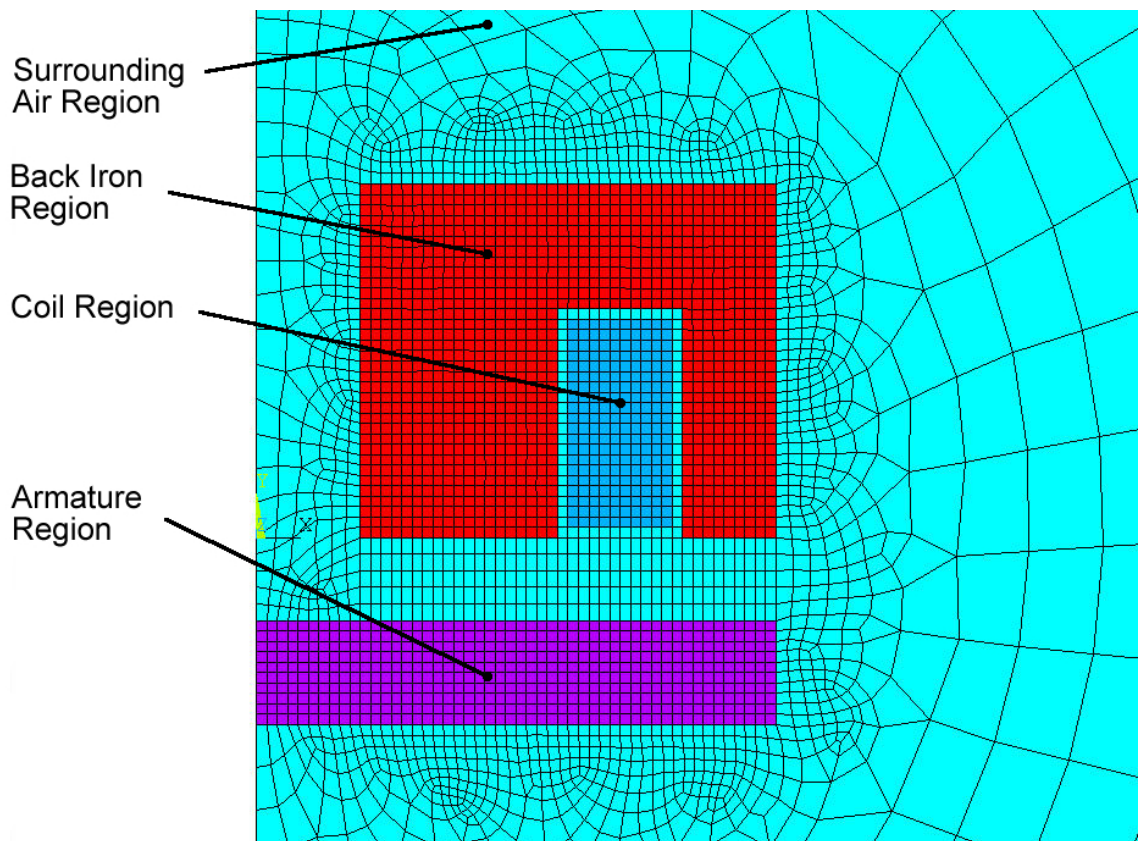 Surrounding
Air Region
Back Iron
Region
Coil Region
Armature
Region
Y
X